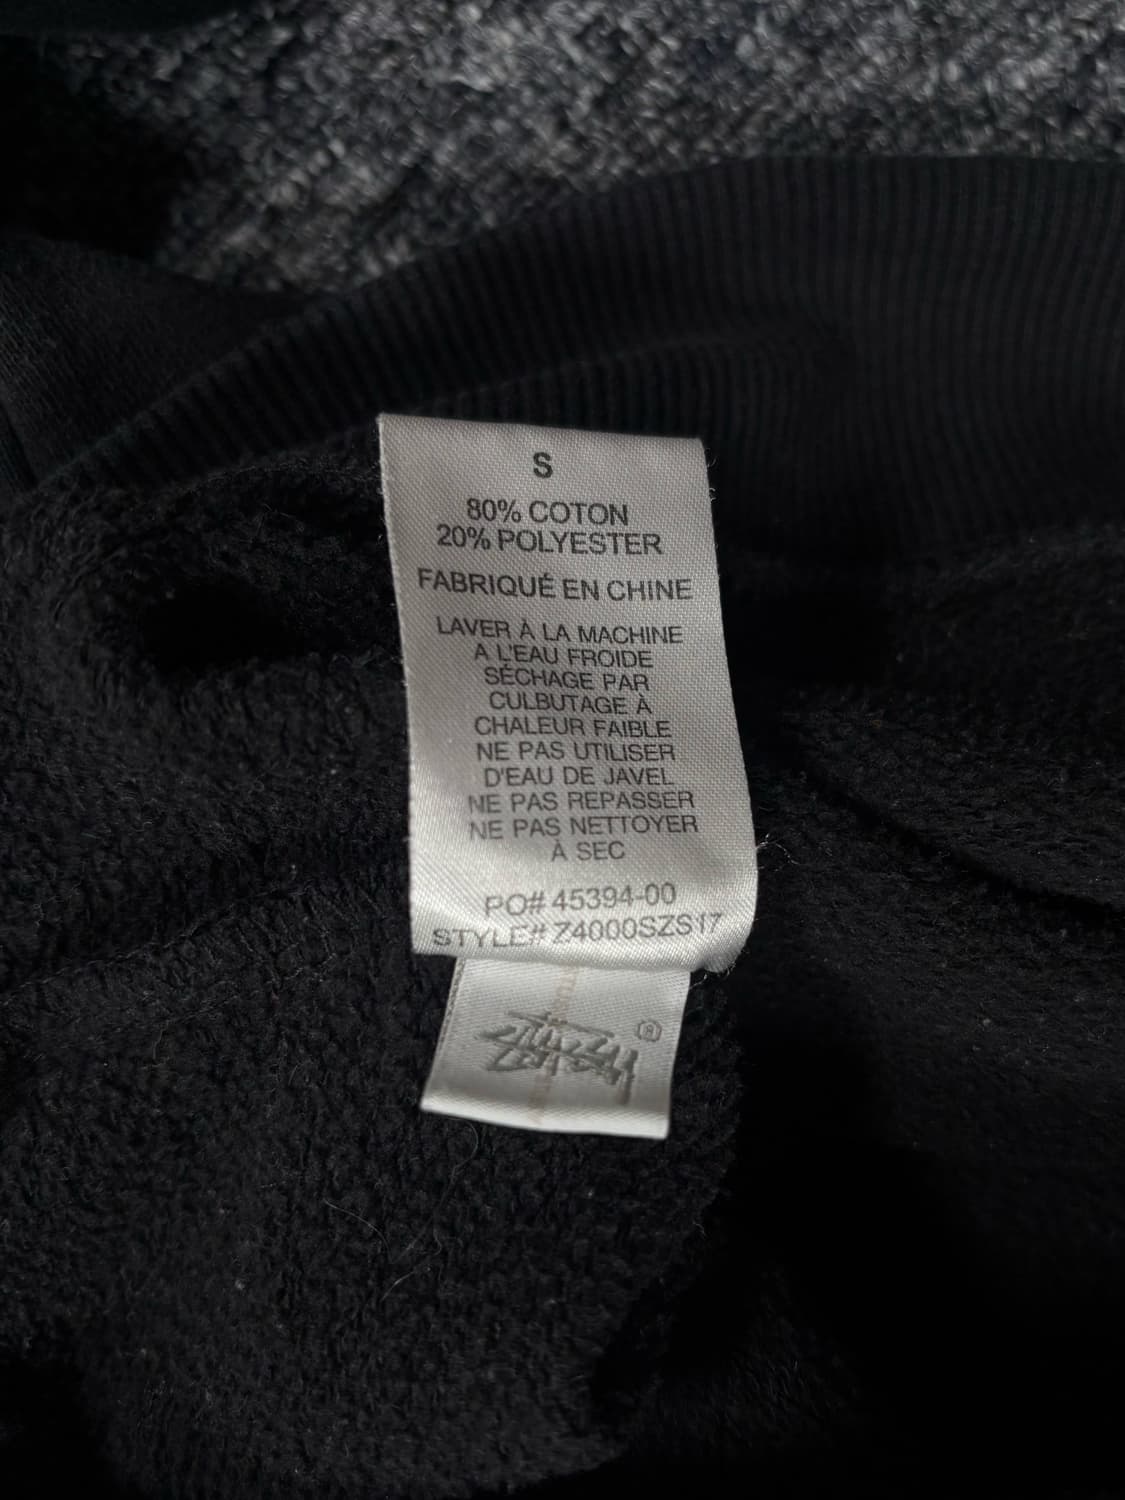 S
80% COTON
20% POLYESTER
FABRIQUÉ EN CHINE
LAVER À LA MACHINE
A L'EAU FROIDE
SÉCHAGE PAR
CULBUTAGE À
CHALEUR FAIBLE
NE PAS UTILISER
D'EAU DE JAVEL
NE PAS REPASSER
NE PAS NETTOYER
À SEC
PO# 45394-00
STYLE# Z4000SZS17
®